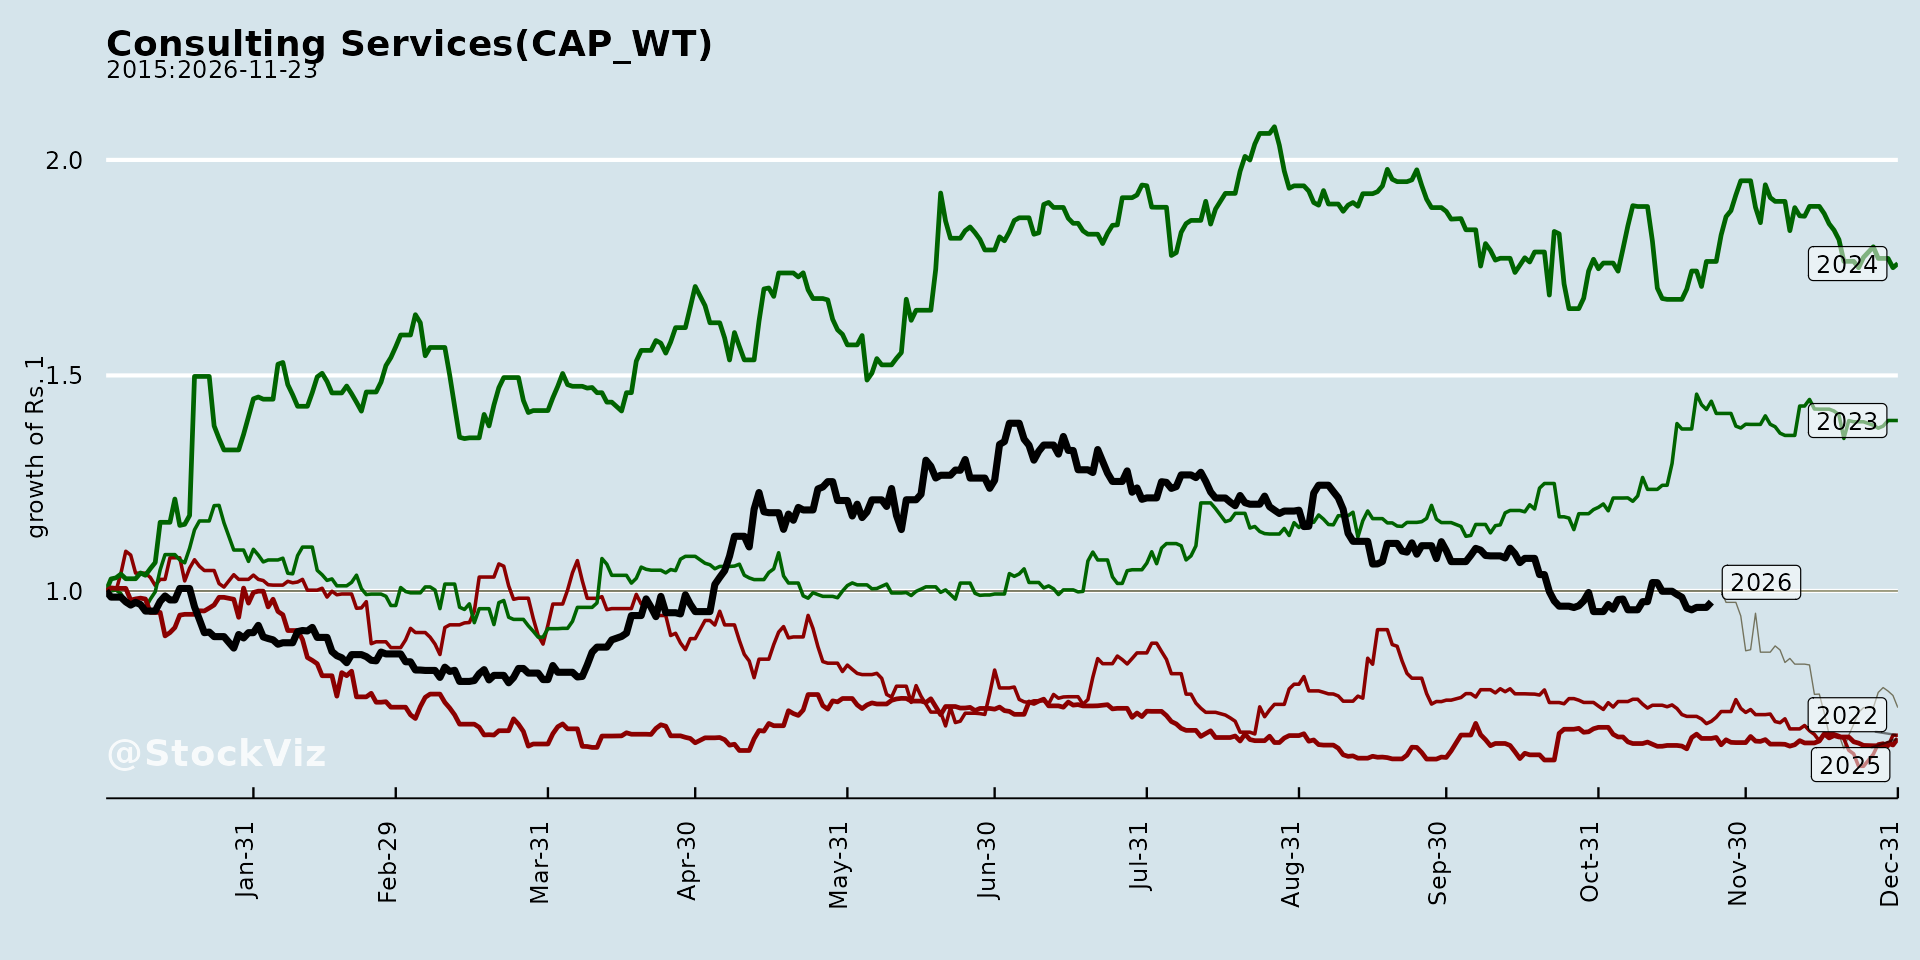 Consulting Services(CAP_WT)
2015:2026-11-23
growth of Rs. 1
2.0
1.5
1.0
2024
2023
2026
2022
2025
@StockViz
Jan-31
Feb-29
Mar-31
Apr-30
May-31
Jun-30
Jul-31
Aug-31
Sep-30
Oct-31
Nov-30
Dec-31